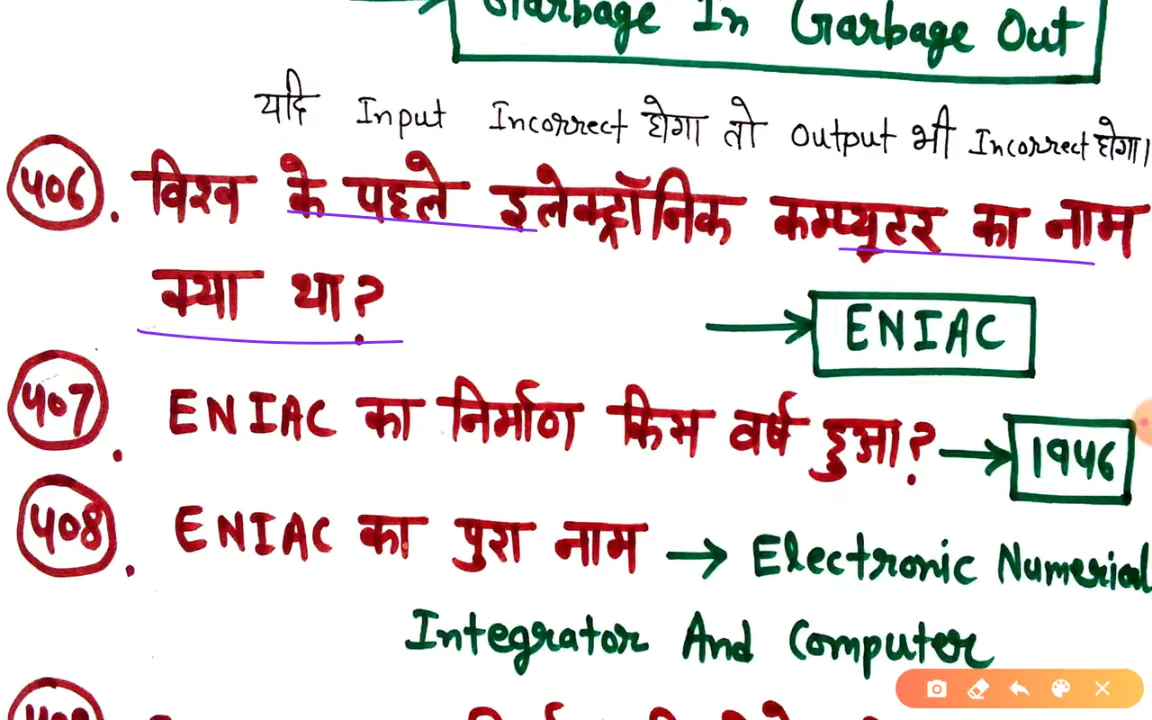 Garbage In Garbage Out
यदि Input Incorrect होगा तो Output भी Incorrect होगा।
406. विश्व के पहले इलेक्ट्रॉनिक कम्प्यूटर का नाम
क्या था? → ENIAC
407. ENIAC का निर्माण किस वर्ष हुआ? → 1946
408. ENIAC का पुरा नाम → Electronic Numerical
Integrator And Computer